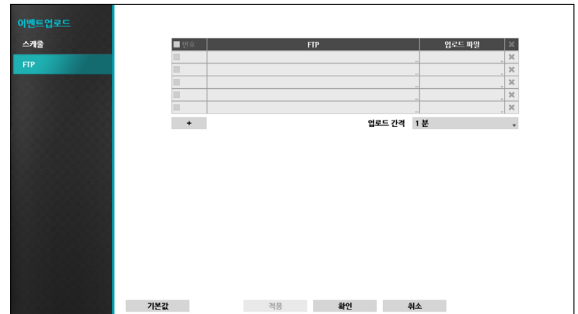 이벤트업로드
스케줄
FTP
번호 FTP 업로드 파일
+ 업로드 간격 1 분
기본값 적용 확인 취소